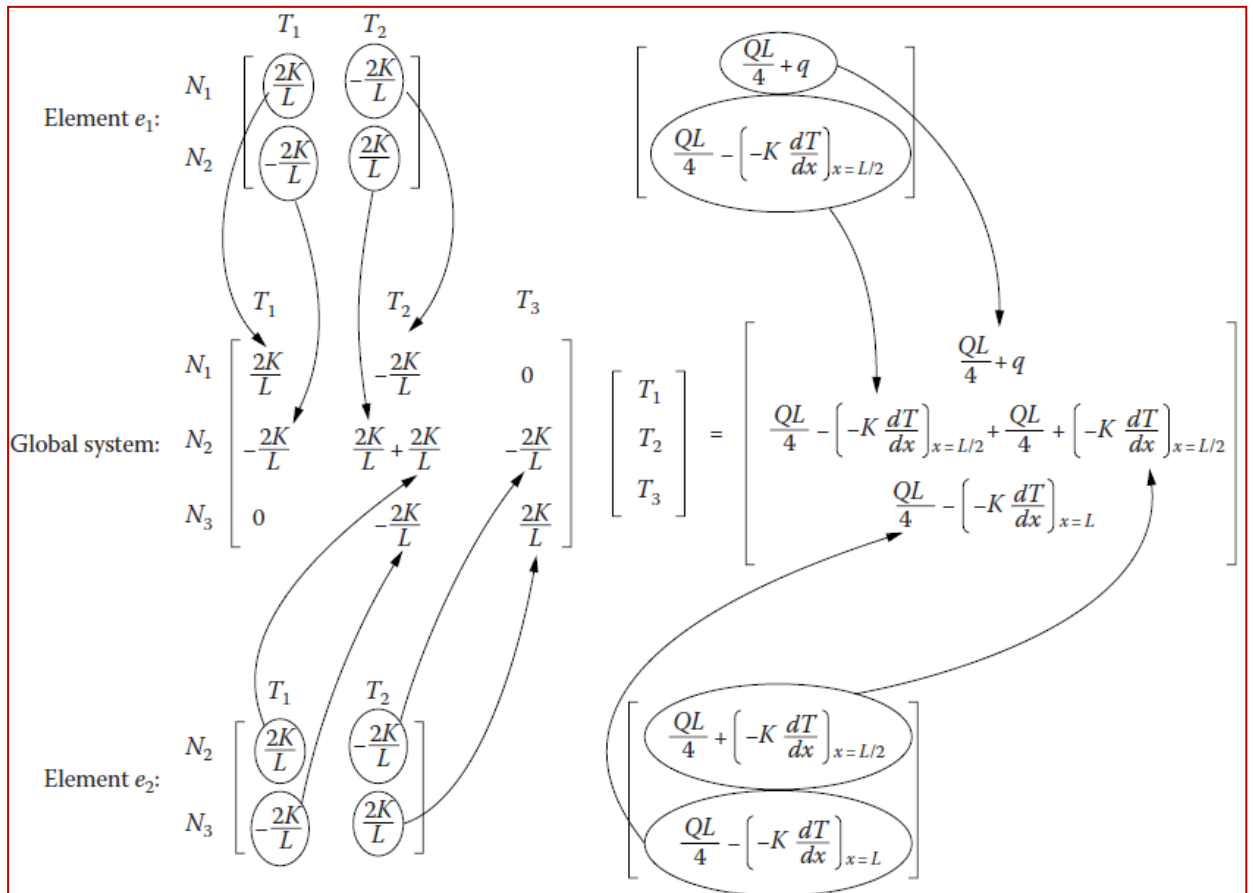 T₁ T₂
N₁ [ 2K/L -2K/L ] [ QL/4 + q ]
Element e₁:
N₂ [ -2K/L 2K/L ] [ QL/4 - (-K dT/dx)ₓ₌L/2 ]
T₁ T₂ T₃
N₁ [ 2K/L -2K/L 0 ] [ T₁ ] [ QL/4 + q ]
Global system: N₂ [ -2K/L 2K/L + 2K/L -2K/L ] [ T₂ ] = [ QL/4 - (-K dT/dx)ₓ₌L/2 + QL/4 + (-K dT/dx)ₓ₌L/2 ]
N₃ [ 0 -2K/L 2K/L ] [ T₃ ] [ QL/4 - (-K dT/dx)ₓ₌L ]
T₁ T₂
N₂ [ 2K/L -2K/L ] [ QL/4 + (-K dT/dx)ₓ₌L/2 ]
Element e₂:
N₃ [ -2K/L 2K/L ] [ QL/4 - (-K dT/dx)ₓ₌L ]